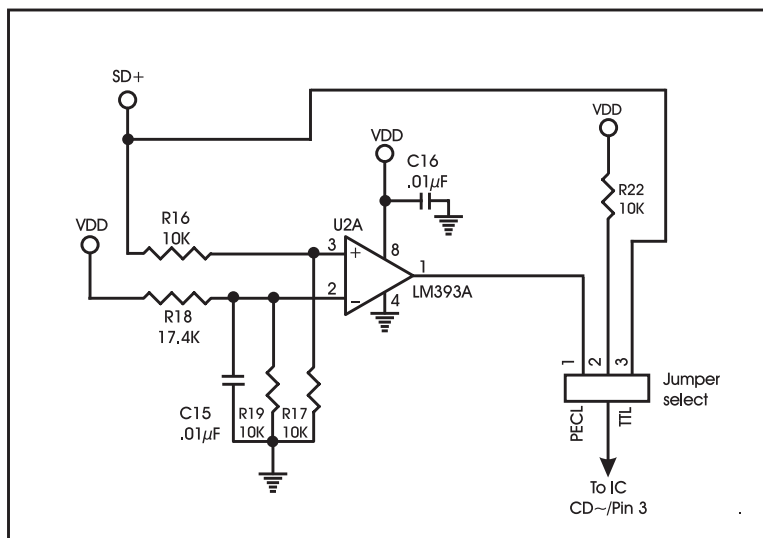 SD+
VDD
VDD
C16
.01µF
R22
10K
VDD
R16
10K
U2A
3
+
8
1
2
−
4
LM393A
R18
17.4K
1
2
3
Jumper
select
PECL
TTL
C15
.01µF
R19
10K
R17
10K
To IC
CD~/Pin 3